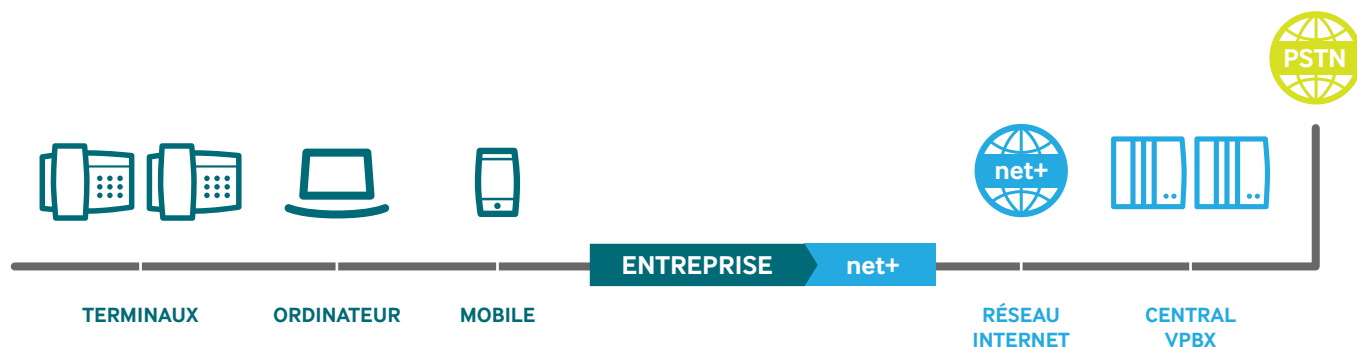 PSTN
net+
ENTREPRISE
net+
TERMINAUX
ORDINATEUR
MOBILE
RÉSEAU
INTERNET
CENTRAL
VPBX